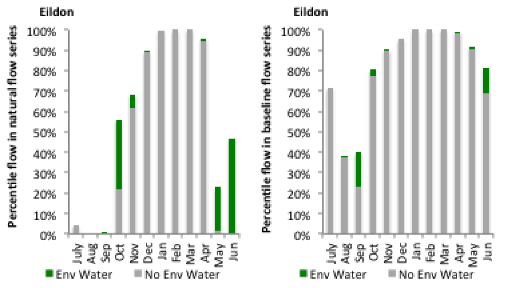 Eildon
Percentile flow in natural flow series
100%
90%
80%
70%
60%
50%
40%
30%
20%
10%
0%
July
Aug
Sep
Oct
Nov
Dec
Jan
Feb
Mar
Apr
May
Jun
Env Water
No Env Water
Eildon
Percentile flow in baseline flow series
100%
90%
80%
70%
60%
50%
40%
30%
20%
10%
0%
July
Aug
Sep
Oct
Nov
Dec
Jan
Feb
Mar
Apr
May
Jun
Env Water
No Env Water